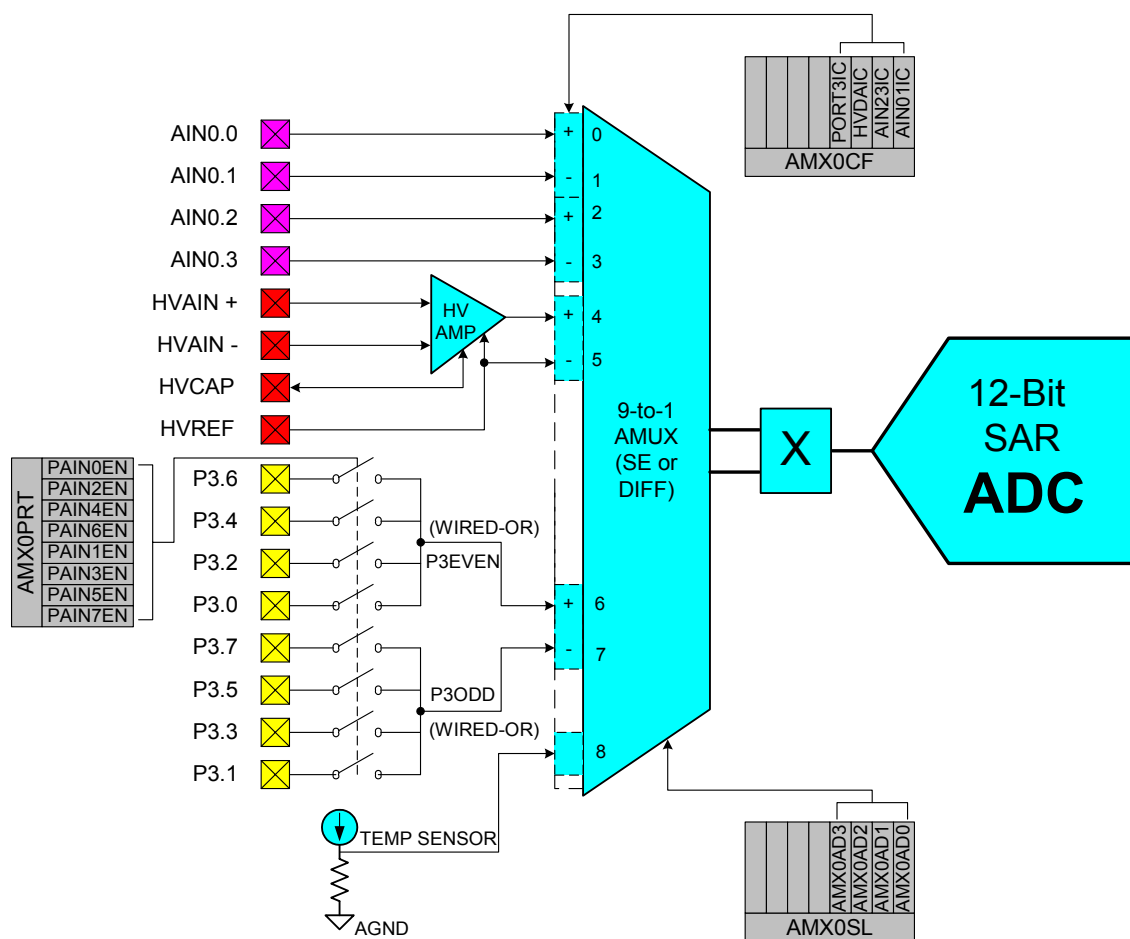 PORT3IC
HVDAIC
AIN23IC
AIN01IC
AMX0CF
AIN0.0
+
0
AIN0.1
-
1
AIN0.2
+
2
AIN0.3
-
3
HVAIN +
HV
AMP
+
4
HVAIN -
-
5
HVCAP
HVREF
9-to-1
AMUX
(SE or
DIFF)
X
12-Bit
SAR
ADC
AMX0PRT
PAIN0EN
PAIN2EN
PAIN4EN
PAIN6EN
PAIN1EN
PAIN3EN
PAIN5EN
PAIN7EN
P3.6
P3.4
(WIRED-OR)
P3.2
P3EVEN
P3.0
+
6
P3.7
-
7
P3.5
P3ODD
P3.3
(WIRED-OR)
P3.1
8
TEMP SENSOR
AGND
AMX0AD3
AMX0AD2
AMX0AD1
AMX0AD0
AMX0SL